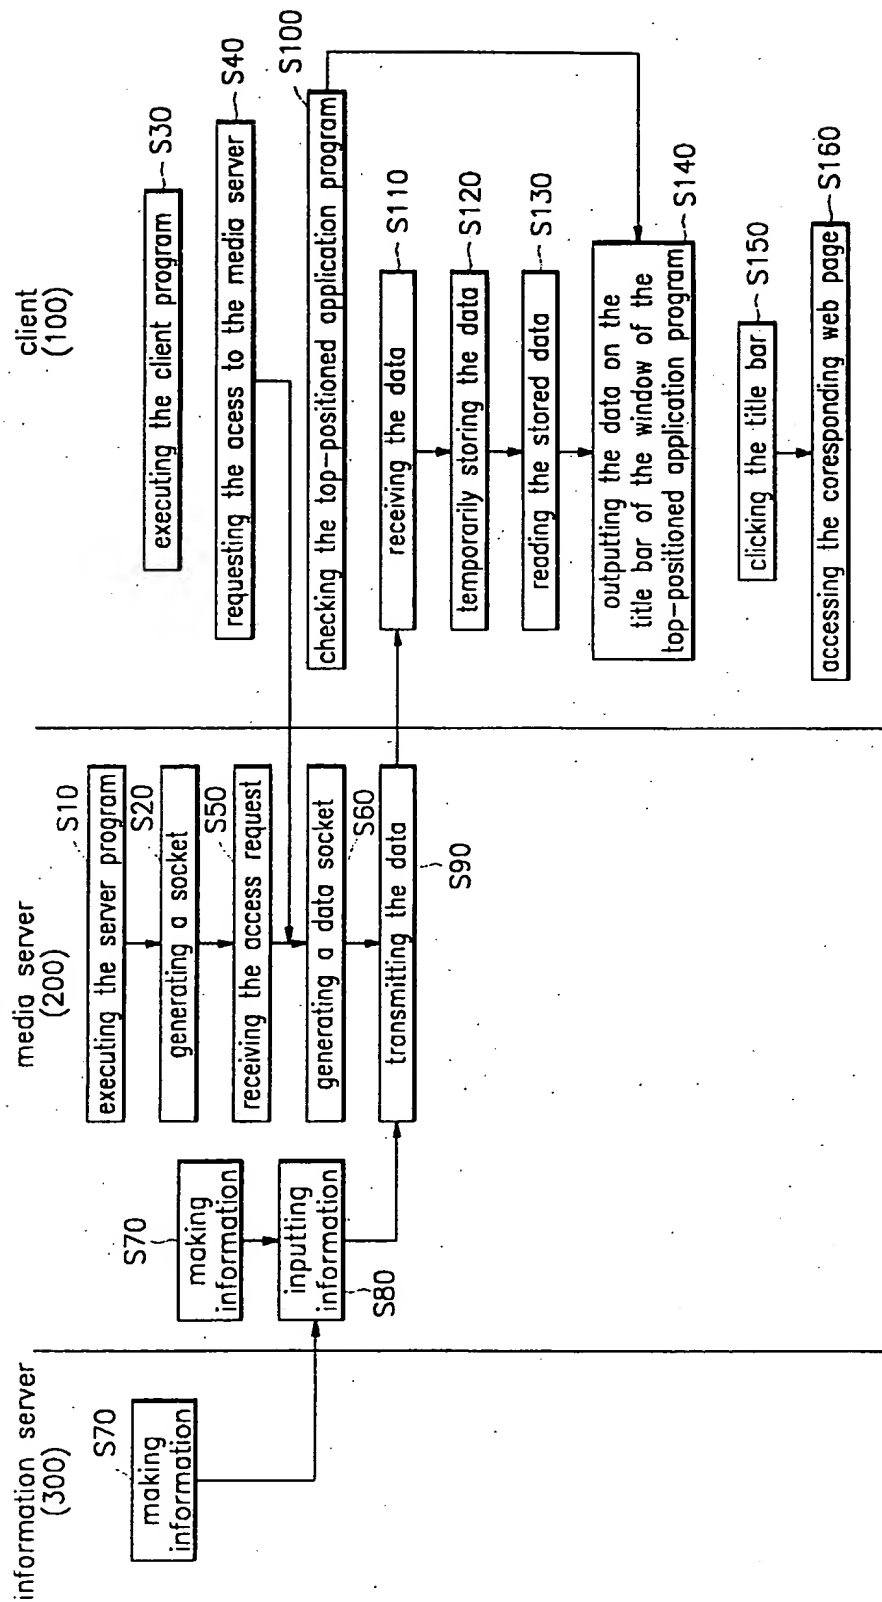 information server
(300)
S70
making
information
media server
(200)
S70
making
information
inputting
information
S80
S10
executing the server program
S20
generating a socket
S50
receiving the access request
generating a data socket
S60
transmitting the data
S90
client
(100)
executing the client program
S30
requesting the acess to the media server
S40
checking the top-positioned application program
S100
receiving the data
S110
temporarily storing the data
S120
reading the stored data
S130
outputting the data on the
title bar of the window of the
top-positioned application program
S140
clicking the title bar
S150
accessing the coresponding web page
S160